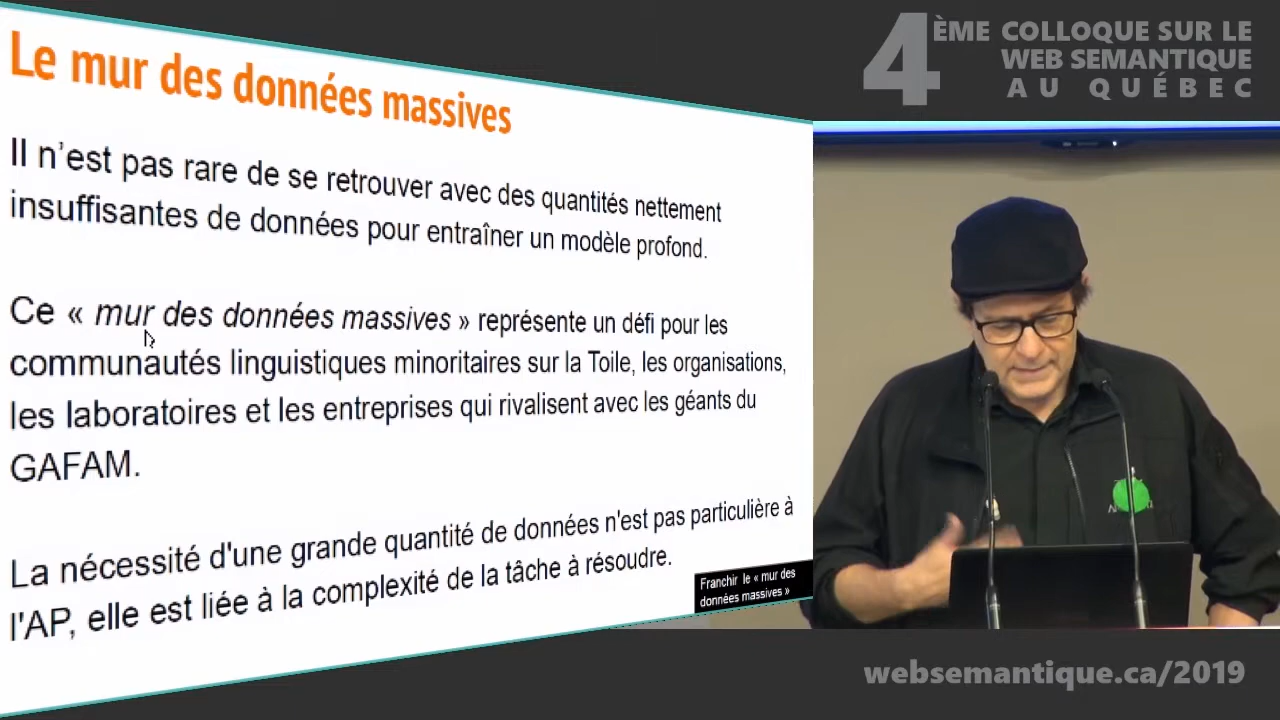 Le mur des données massives
Il n’est pas rare de se retrouver avec des quantités nettement
insuffisantes de données pour entraîner un modèle profond.
Ce « mur des données massives » représente un défi pour les
communautés linguistiques minoritaires sur la Toile, les organisations,
les laboratoires et les entreprises qui rivalisent avec les géants du
GAFAM.
La nécessité d'une grande quantité de données n'est pas particulière à
l'AP, elle est liée à la complexité de la tâche à résoudre.
Franchir le « mur des
données massives »
4ÈME COLLOQUE SUR LE
WEB SEMANTIQUE
AU QUÉBEC
websemantique.ca/2019